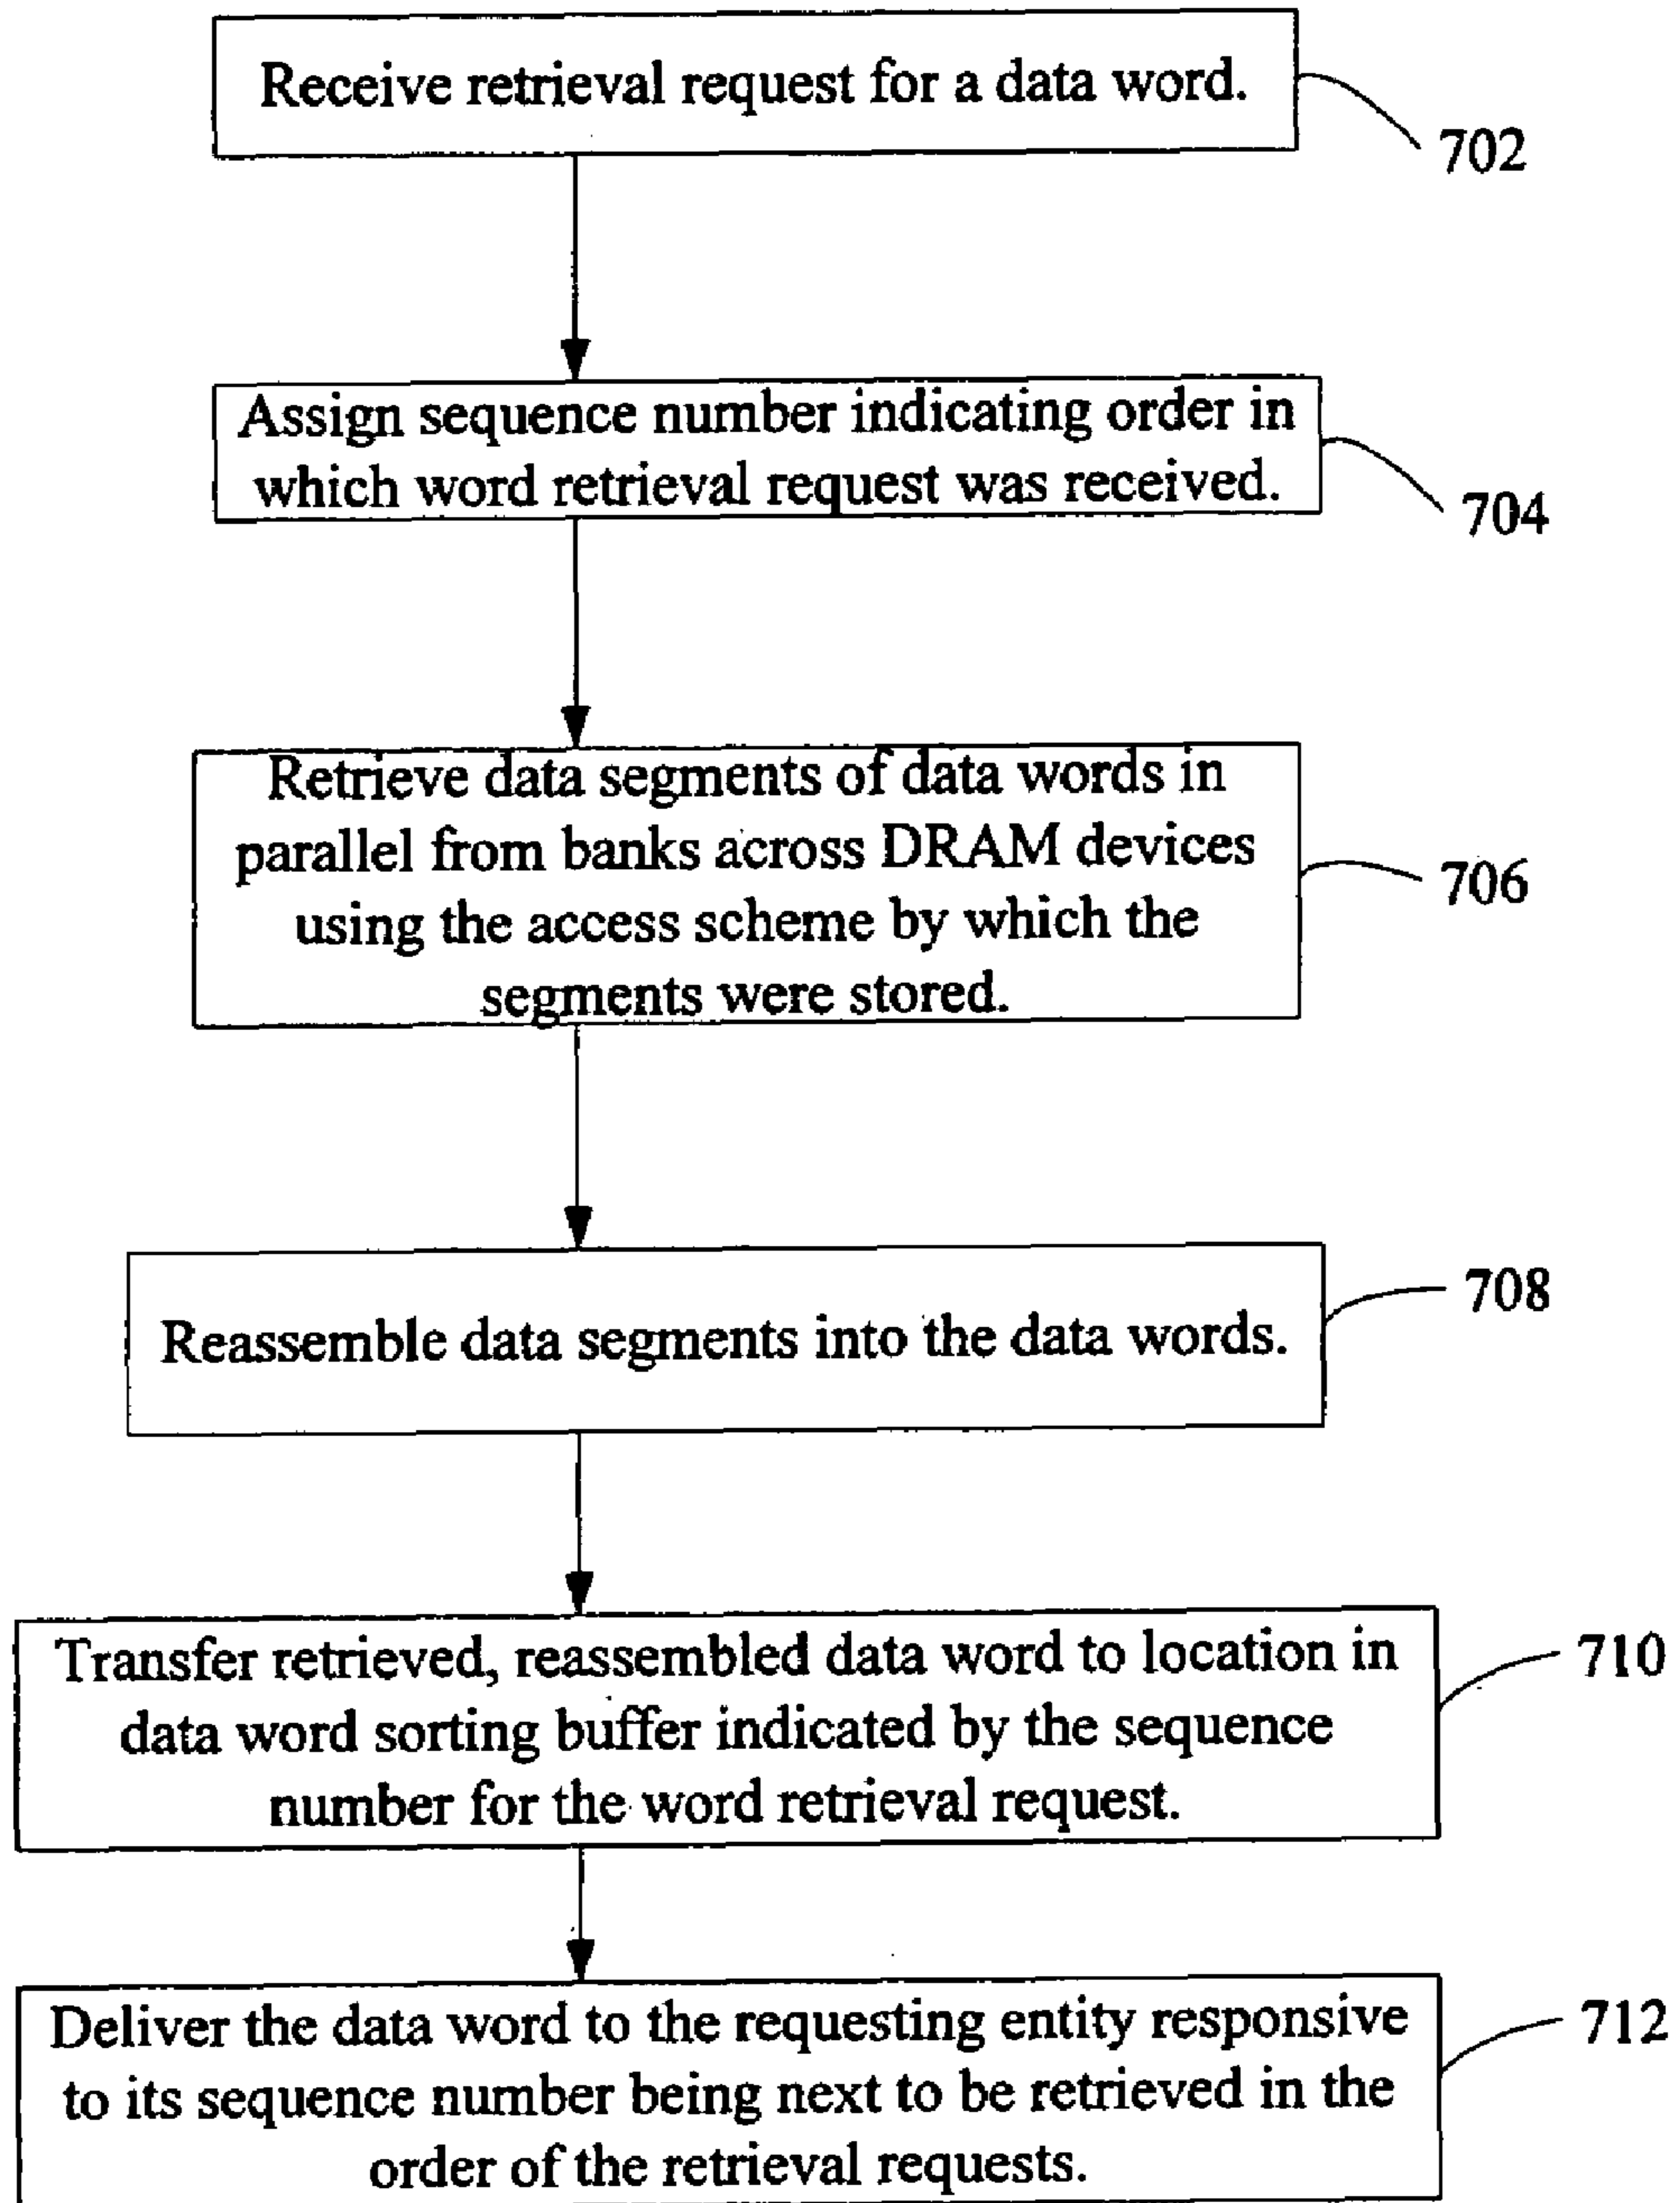 Receive retrieval request for a data word.
702
Assign sequence number indicating order in
which word retrieval request was received.
704
Retrieve data segments of data words in
parallel from banks across DRAM devices
using the access scheme by which the
segments were stored.
706
Reassemble data segments into the data words.
708
Transfer retrieved, reassembled data word to location in
data word sorting buffer indicated by the sequence
number for the word retrieval request.
710
Deliver the data word to the requesting entity responsive
to its sequence number being next to be retrieved in the
order of the retrieval requests.
712